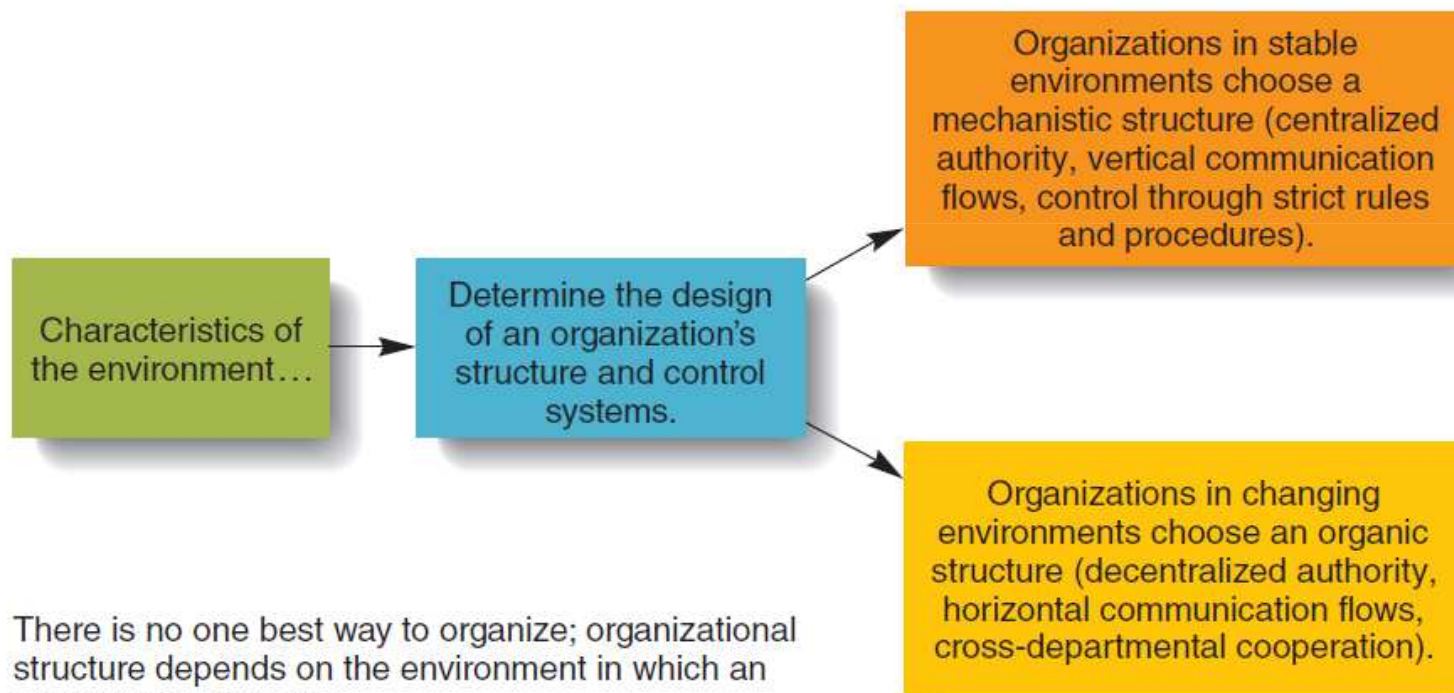 Characteristics of
the environment…
Determine the design
of an organization's
structure and control
systems.
Organizations in stable
environments choose a
mechanistic structure (centralized
authority, vertical communication
flows, control through strict rules
and procedures).
Organizations in changing
environments choose an organic
structure (decentralized authority,
horizontal communication flows,
cross-departmental cooperation).
There is no one best way to organize; organizational
structure depends on the environment in which an